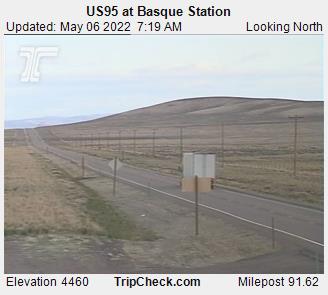 US95 at Basque Station
Updated: May 06 2022 7:19 AM Looking North
Elevation 4460 TripCheck.com Milepost 91.62